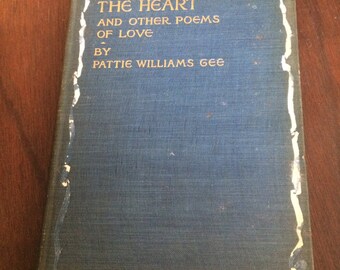 THE HEART
AND OTHER POEMS
OF LOVE
BY
PATTIE WILLIAMS GEE